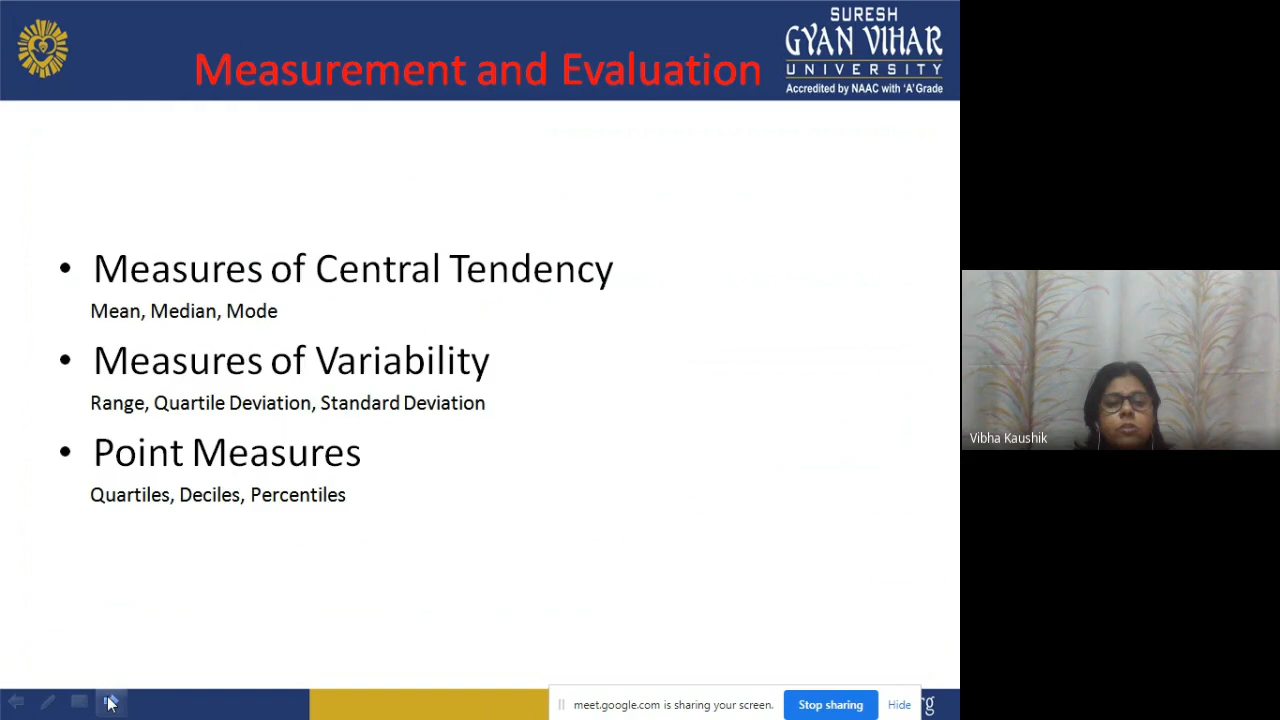 SURESH
GYAN VIHAR
UNIVERSITY
Accredited by NAAC with 'A' Grade
Measurement and Evaluation
• Measures of Central Tendency
Mean, Median, Mode
• Measures of Variability
Range, Quartile Deviation, Standard Deviation
• Point Measures
Quartiles, Deciles, Percentiles
Vibha Kaushik
meet.google.com is sharing your screen.
Stop sharing
Hide